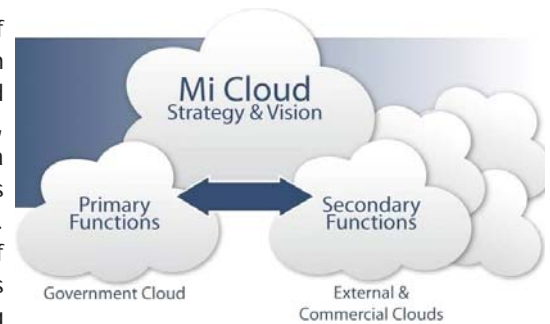 Mi Cloud
Strategy & Vision
Primary
Functions
Secondary
Functions
Government Cloud
External &
Commercial Clouds